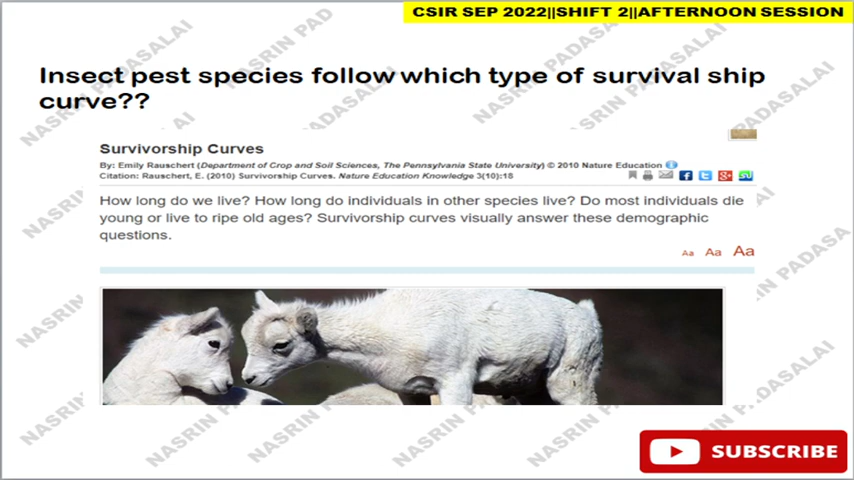 CSIR SEP 2022||SHIFT 2||AFTERNOON SESSION
Insect pest species follow which type of survival ship
curve??
Survivorship Curves
By: Emily Rauschert (Department of Crop and Soil Sciences, The Pennsylvania State University) © 2010 Nature Education
Citation: Rauschert, E. (2010) Survivorship Curves. Nature Education Knowledge 3(10):18
How long do we live? How long do individuals in other species live? Do most individuals die
young or live to ripe old ages? Survivorship curves visually answer these demographic
questions.
Aa Aa Aa
NASRIN PADASALAI
SUBSCRIBE